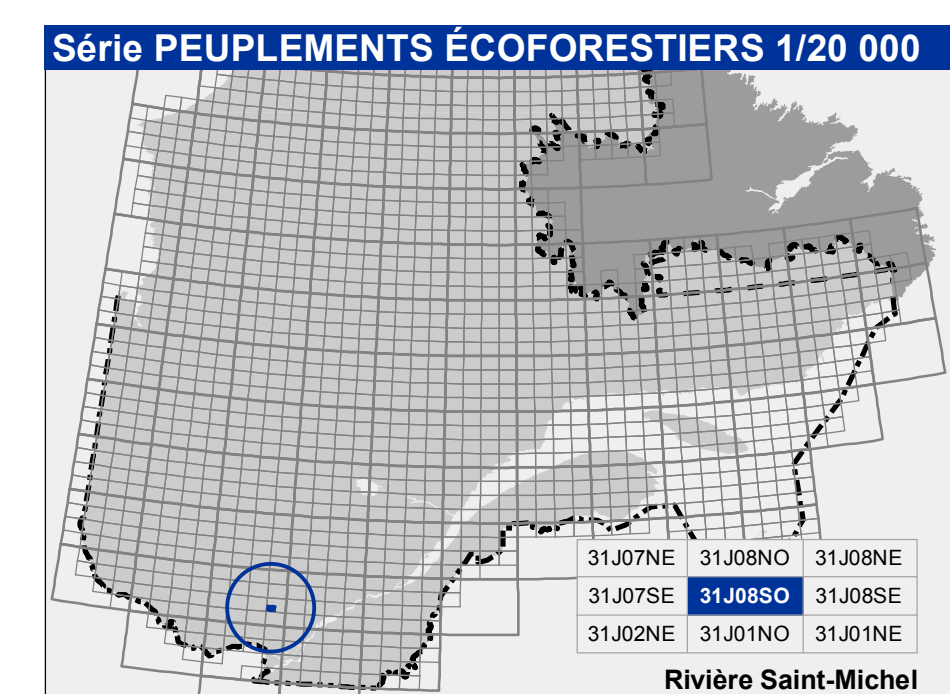 Série PEUPLEMENTS ÉCOFORESTIERS 1/20 000
31J07NE 31J08NO 31J08NE
31J07SE 31J08SO 31J08SE
31J02NE 31J01NO 31J01NE
Rivière Saint-Michel